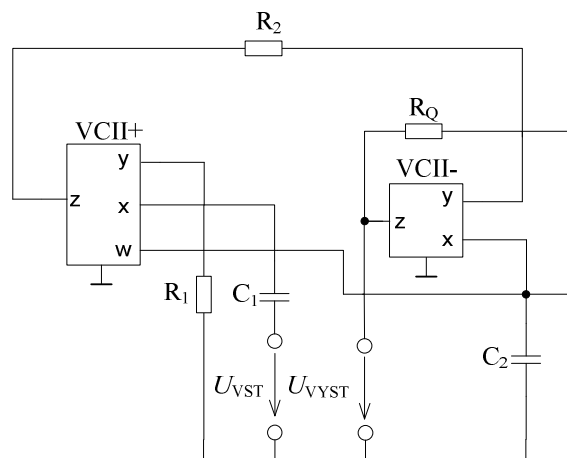 R2
RQ
VCII+
VCII-
y
z
x
w
y
z
x
R1
C1
C2
UVST
UVYST